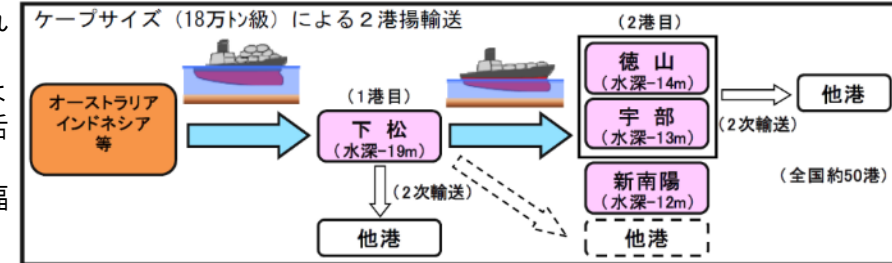 れ
ケープサイズ（18万トン級）による２港揚輸送
オーストラリア
インドネシア
等
（1港目）
下 松
（水深-19m）
（2次輸送）
他港
（2港目）
徳 山
（水深-14m）
宇 部
（水深-13m）
新南陽
（水深-12m）
他港
（2次輸送）
他港
（全国約50港）